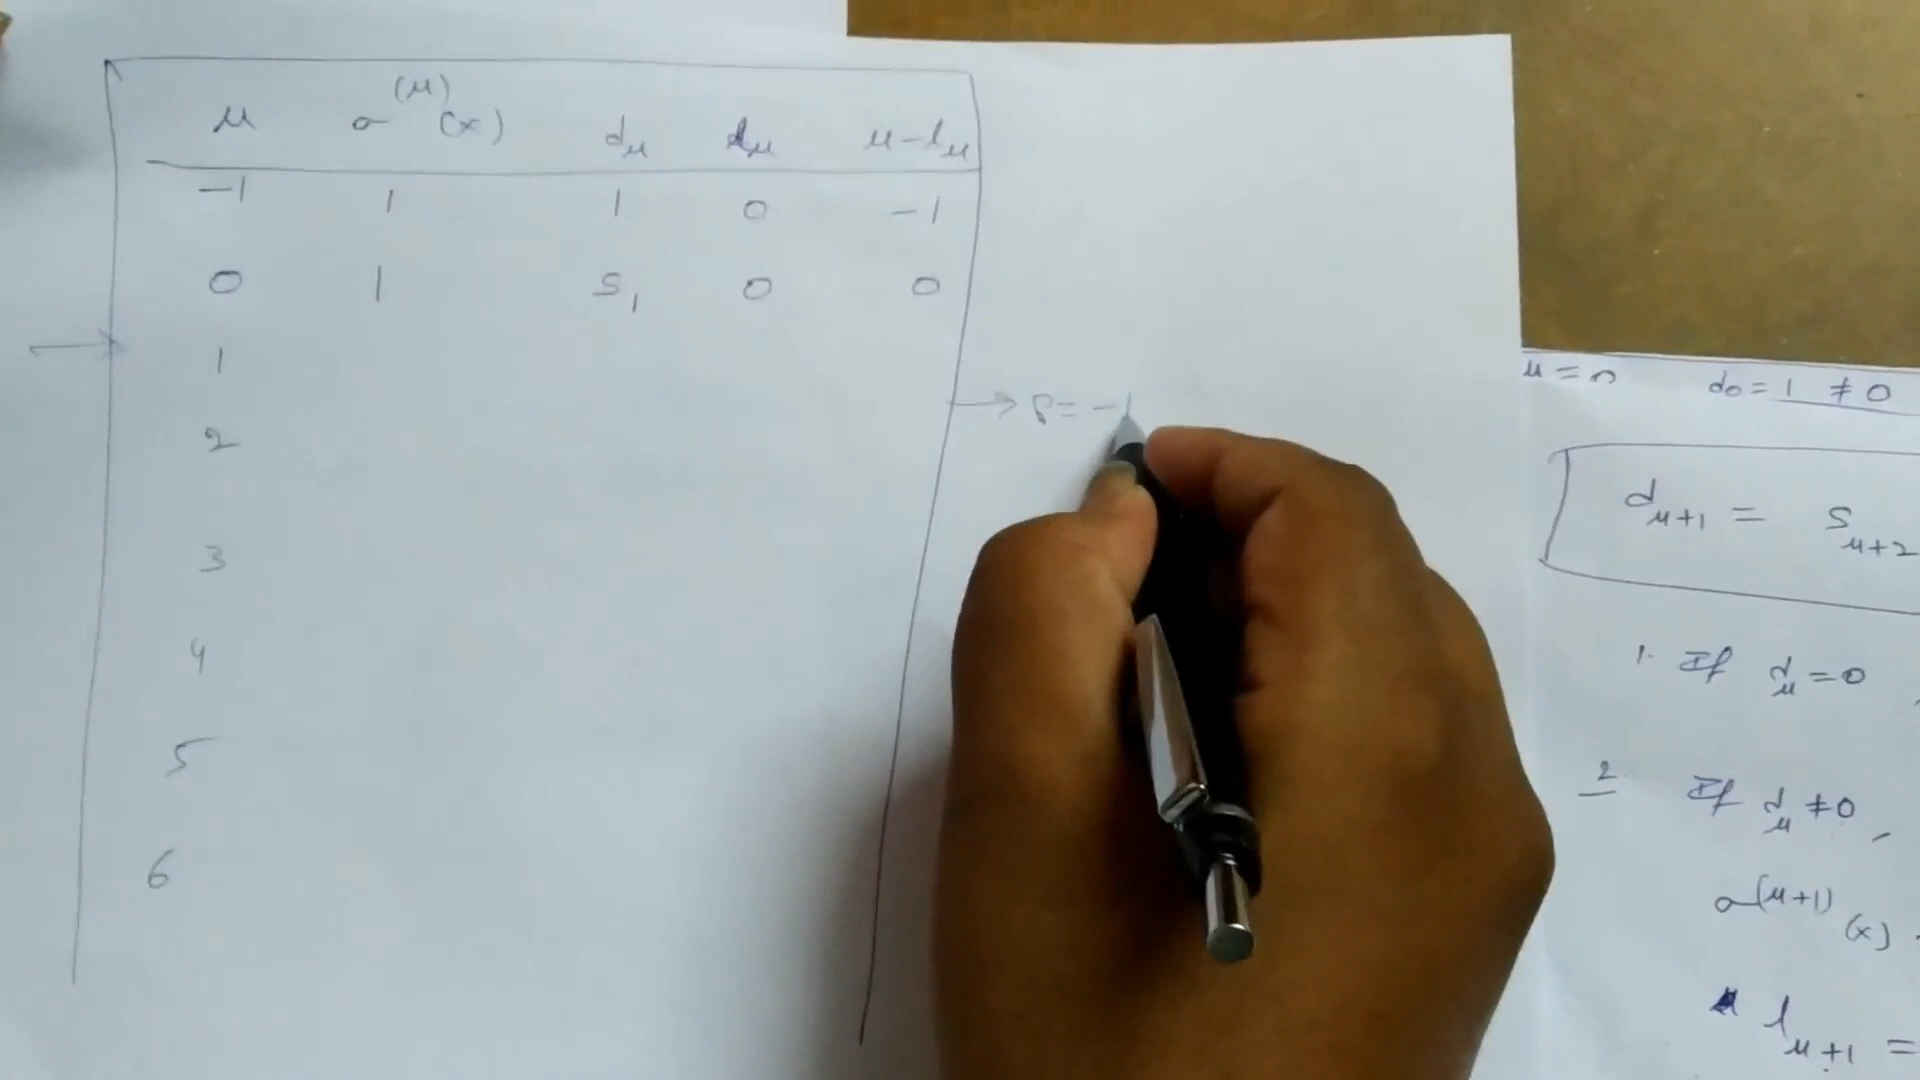 μ σ^(μ)(x) d_μ l_μ μ-l_μ
-1 1 1 0 -1
0 1 S_1 0 0
1
2
3
4
5
6
ρ = -1
d_0 = 1 ≠ 0
d_μ+1 = S_μ+2
1. If d_μ = 0,
2 If d_μ ≠ 0,
σ^(μ+1)(x)
l_μ+1 =